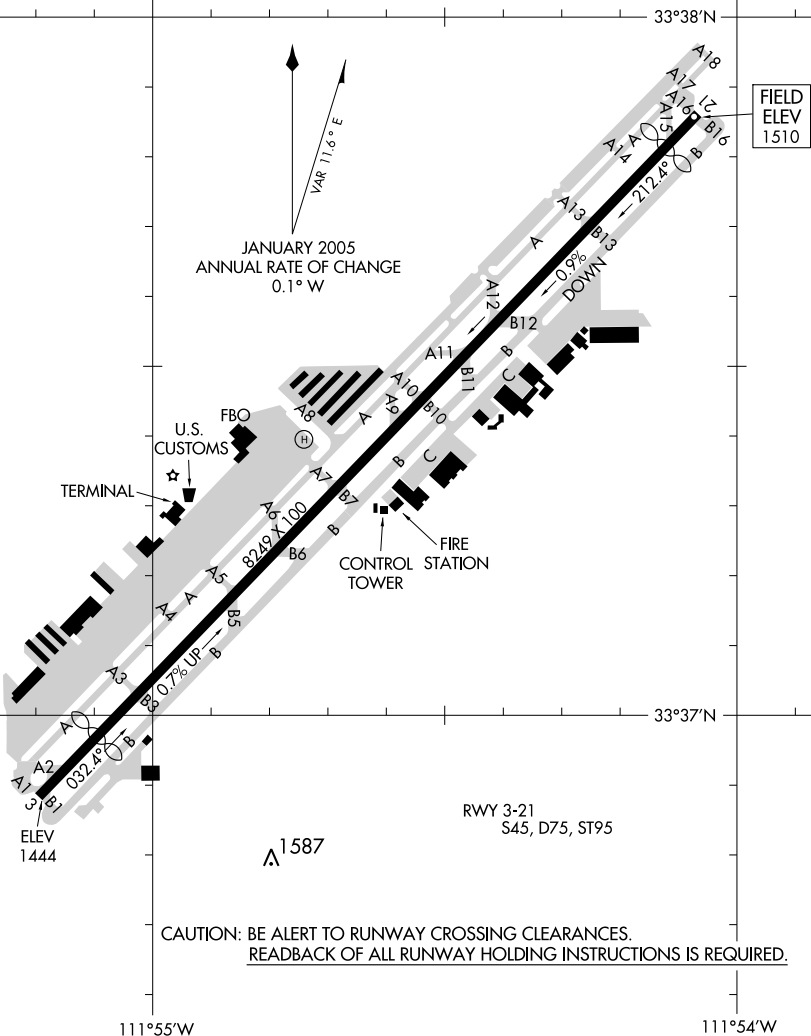 33°38'N
A18
A17
A16
21
A15
B16
FIELD
ELEV
1510
A
A14
B
212.4°
VAR 11.6° E
A13
B13
A
JANUARY 2005
ANNUAL RATE OF CHANGE
0.1° W
0.9%
DOWN
A12
B12
A11
B
B11
C
A10
A9
B10
A8
A
FBO
H
U.S.
CUSTOMS
B
C
A7
B7
TERMINAL
A6
8249 X 100
B
B6
CONTROL
TOWER
FIRE
STATION
A5
A
A4
B5
B
A3
0.7% UP
B3
33°37'N
A
032.4°
B
A2
A1
3
B1
ELEV
1444
RWY 3-21
S45, D75, ST95
1587
CAUTION: BE ALERT TO RUNWAY CROSSING CLEARANCES.
READBACK OF ALL RUNWAY HOLDING INSTRUCTIONS IS REQUIRED.
111°55'W
111°54'W